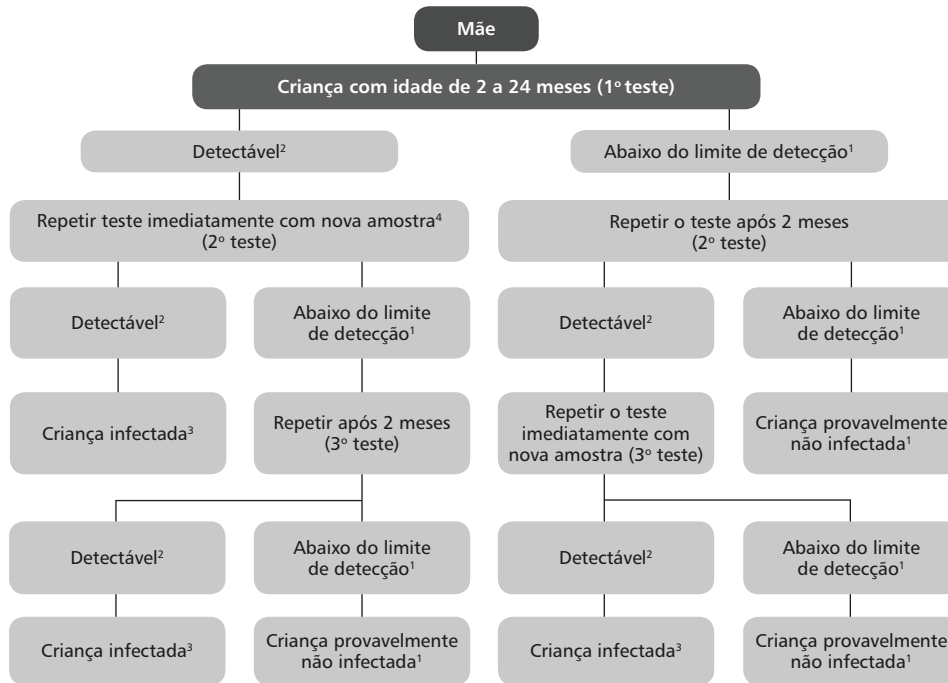 Mãe
Criança com idade de 2 a 24 meses (1º teste)
Detectável²
Abaixo do limite de detecção¹
Repetir teste imediatamente com nova amostra⁴
(2º teste)
Repetir o teste após 2 meses
(2º teste)
Detectável²
Abaixo do limite
de detecção¹
Detectável²
Abaixo do limite
de detecção¹
Criança infectada³
Repetir após 2 meses
(3º teste)
Repetir o teste
imediatamente com
nova amostra (3º teste)
Criança provavelmente
não infectada¹
Detectável²
Abaixo do limite
de detecção¹
Detectável²
Abaixo do limite
de detecção¹
Criança infectada³
Criança provavelmente
não infectada¹
Criança infectada³
Criança provavelmente
não infectada¹